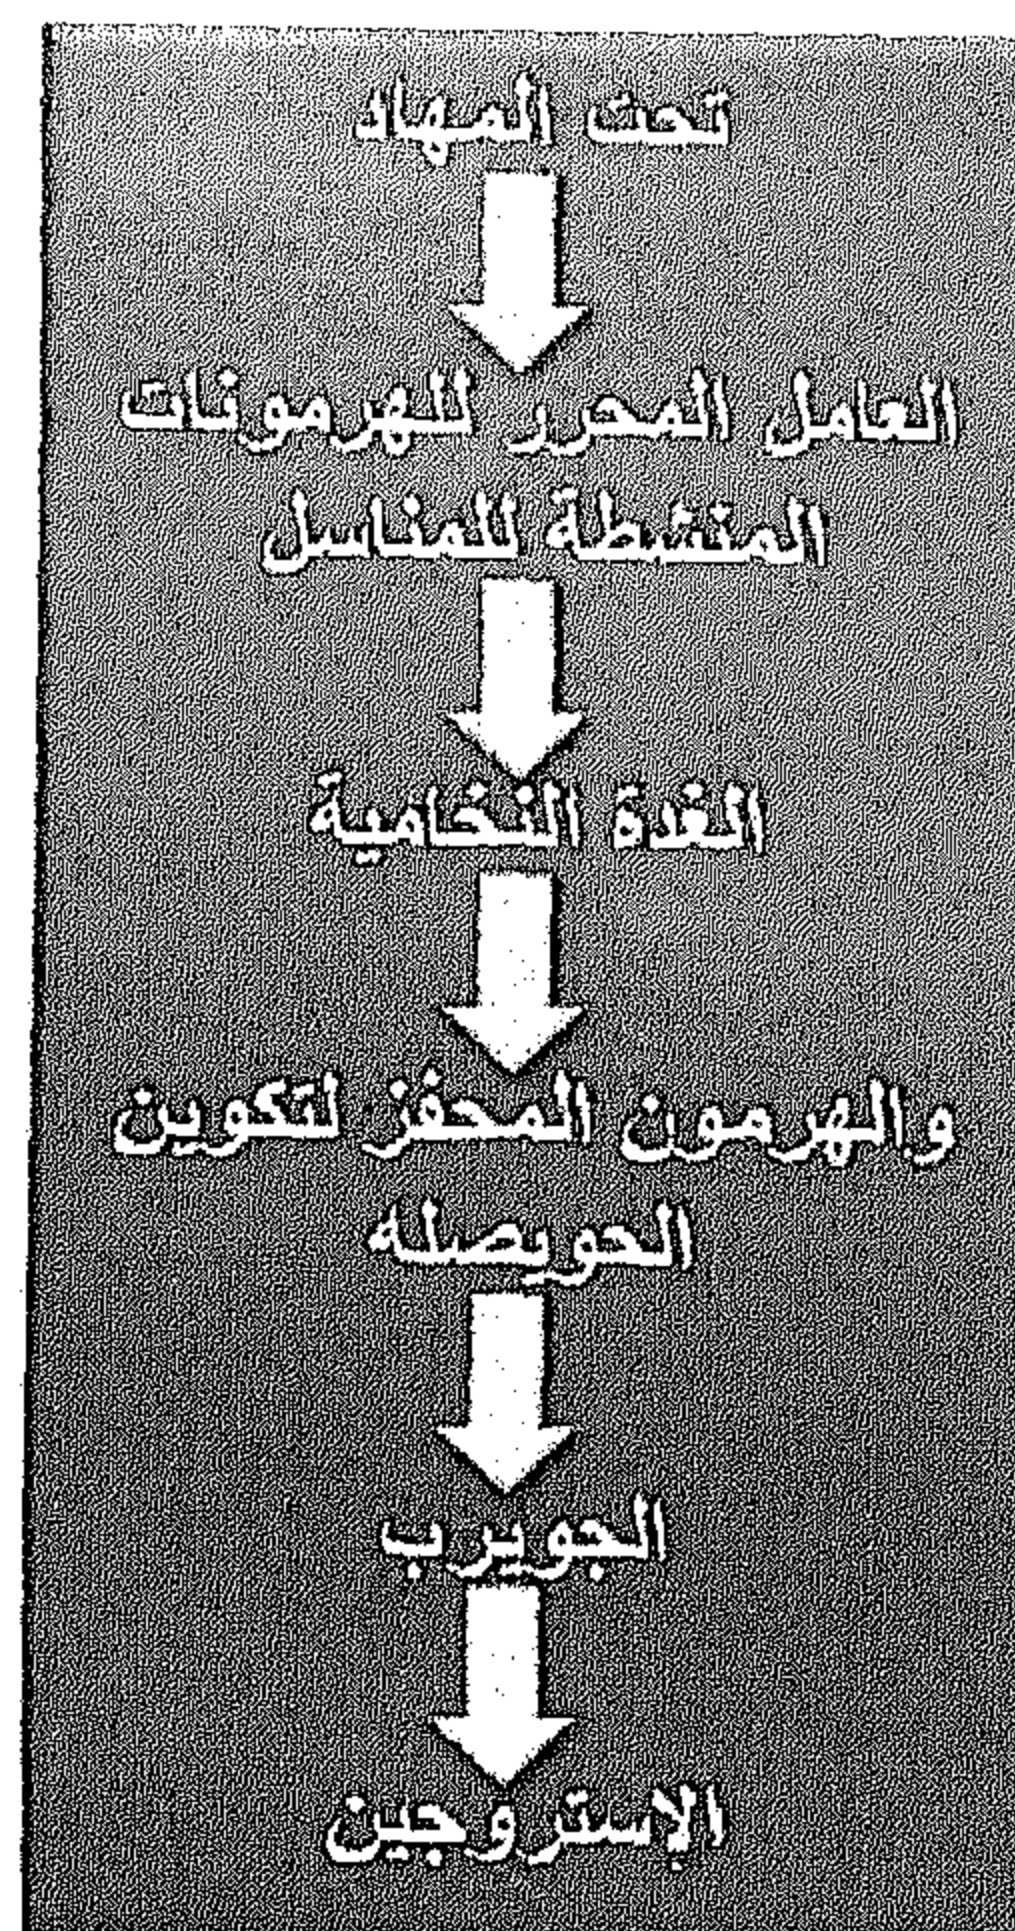 تحت المهاد
العامل المحرر للهرمونات
المنشطة للمناسل
الغدة النخامية
والهرمون المحفز لتكوين
الحويصله
الجويرب
الإستروجين